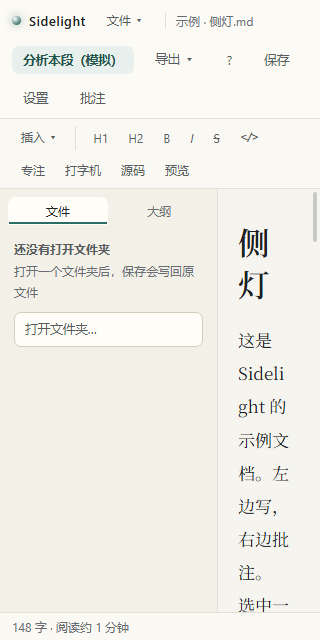 Sidelight 文件 示例 · 侧灯.md
分析本段（模拟） 导出 ? 保存
设置 批注
插入 H1 H2 B I S </>
专注 打字机 源码 预览
文件 大纲
还没有打开文件夹
打开一个文件夹后，保存会写回原
文件
打开文件夹...
侧
灯
这是
Sideli
ght 的
示例文
档。左
边写，
右边批
注。
选中一
148 字 · 阅读约 1 分钟